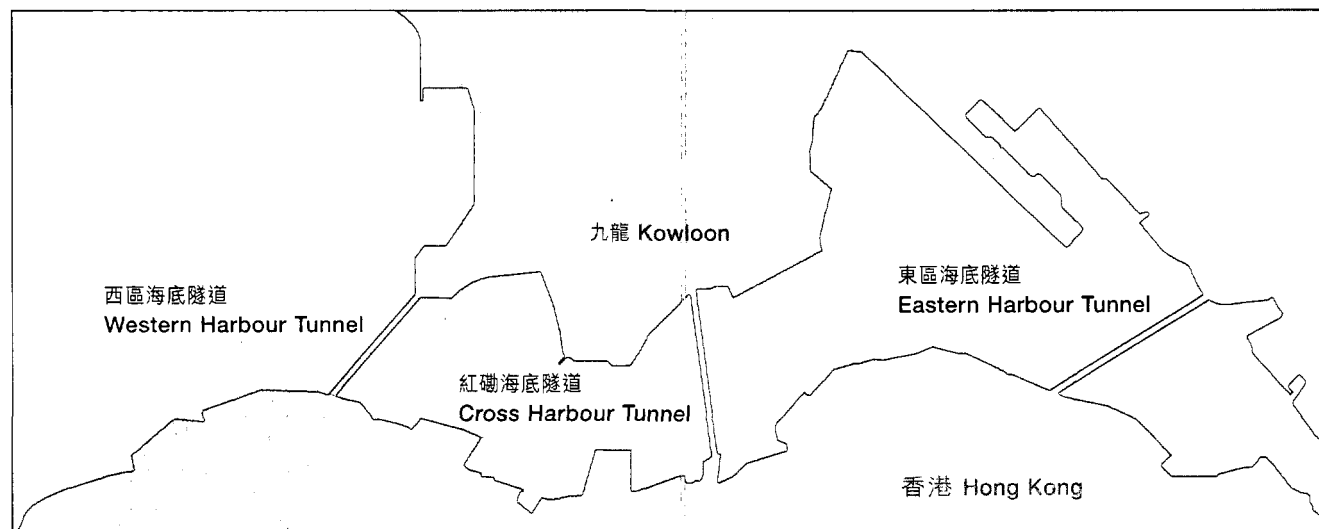 九龍 Kowloon
西區海底隧道
Western Harbour Tunnel
東區海底隧道
Eastern Harbour Tunnel
紅磡海底隧道
Cross Harbour Tunnel
香港 Hong Kong